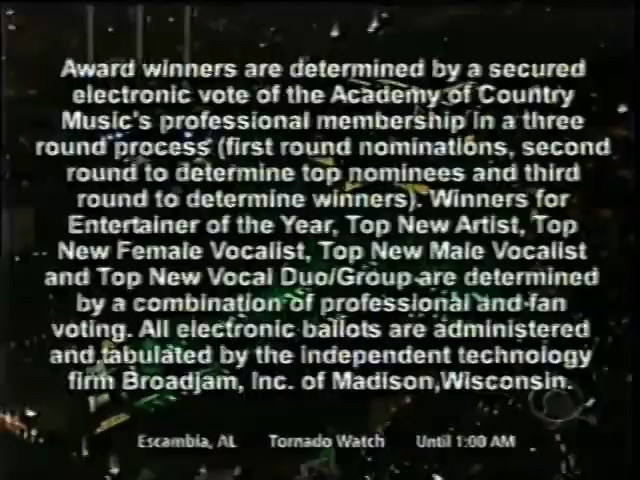 Award winners are determined by a secured
electronic vote of the Academy of Country
Music's professional membership in a three
round process (first round nominations, second
round to determine top nominees and third
round to determine winners). Winners for
Entertainer of the Year, Top New Artist, Top
New Female Vocalist, Top New Male Vocalist
and Top New Vocal Duo/Group are determined
by a combination of professional and fan
voting. All electronic ballots are administered
and tabulated by the independent technology
firm Broadjam, Inc. of Madison,Wisconsin.
Escambia, AL Tornado Watch Until 1:00 AM